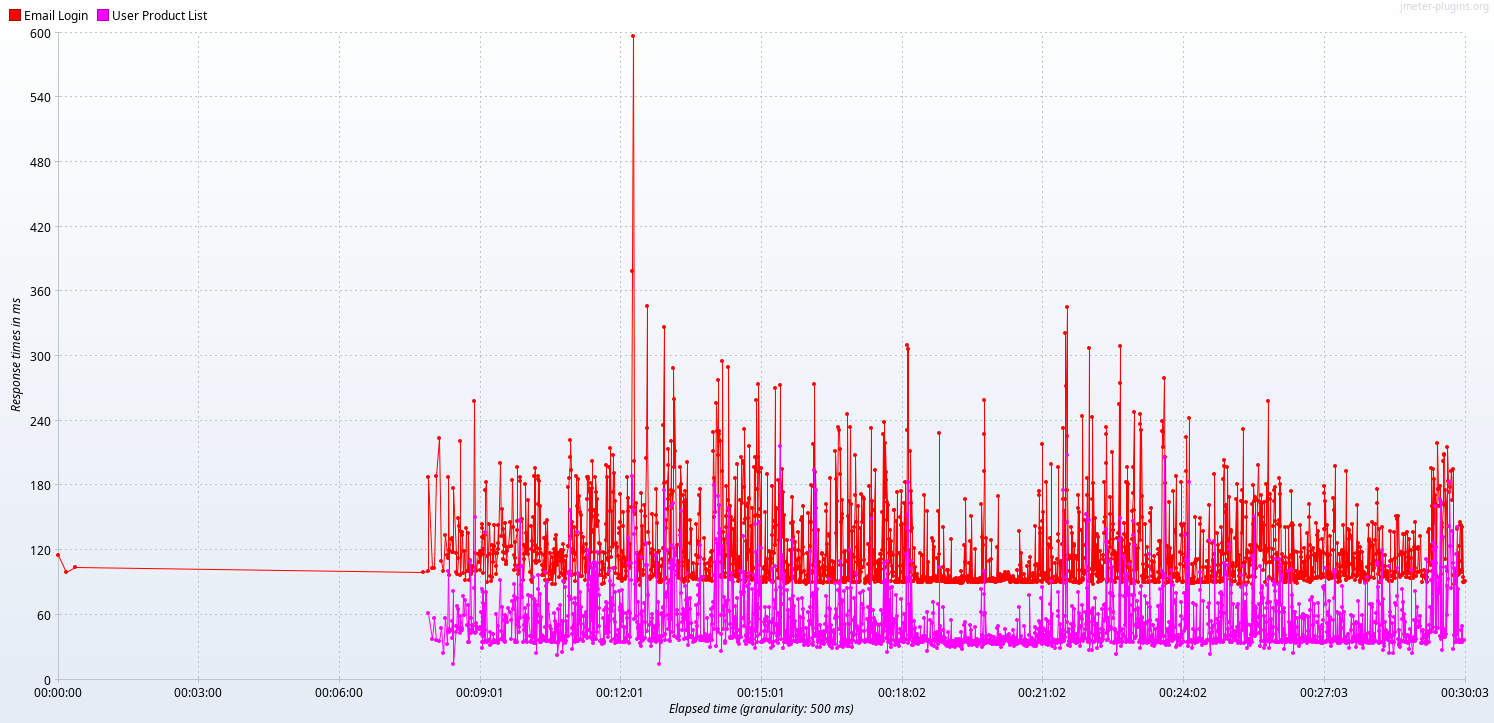 Email Login User Product List
jmeter-plugins.org
600
540
480
420
360
300
240
180
120
60
0
Response times in ms
00:00:00 00:03:00 00:06:00 00:09:01 00:12:01 00:15:01 00:18:02 00:21:02 00:24:02 00:27:03 00:30:03
Elapsed time (granularity: 500 ms)